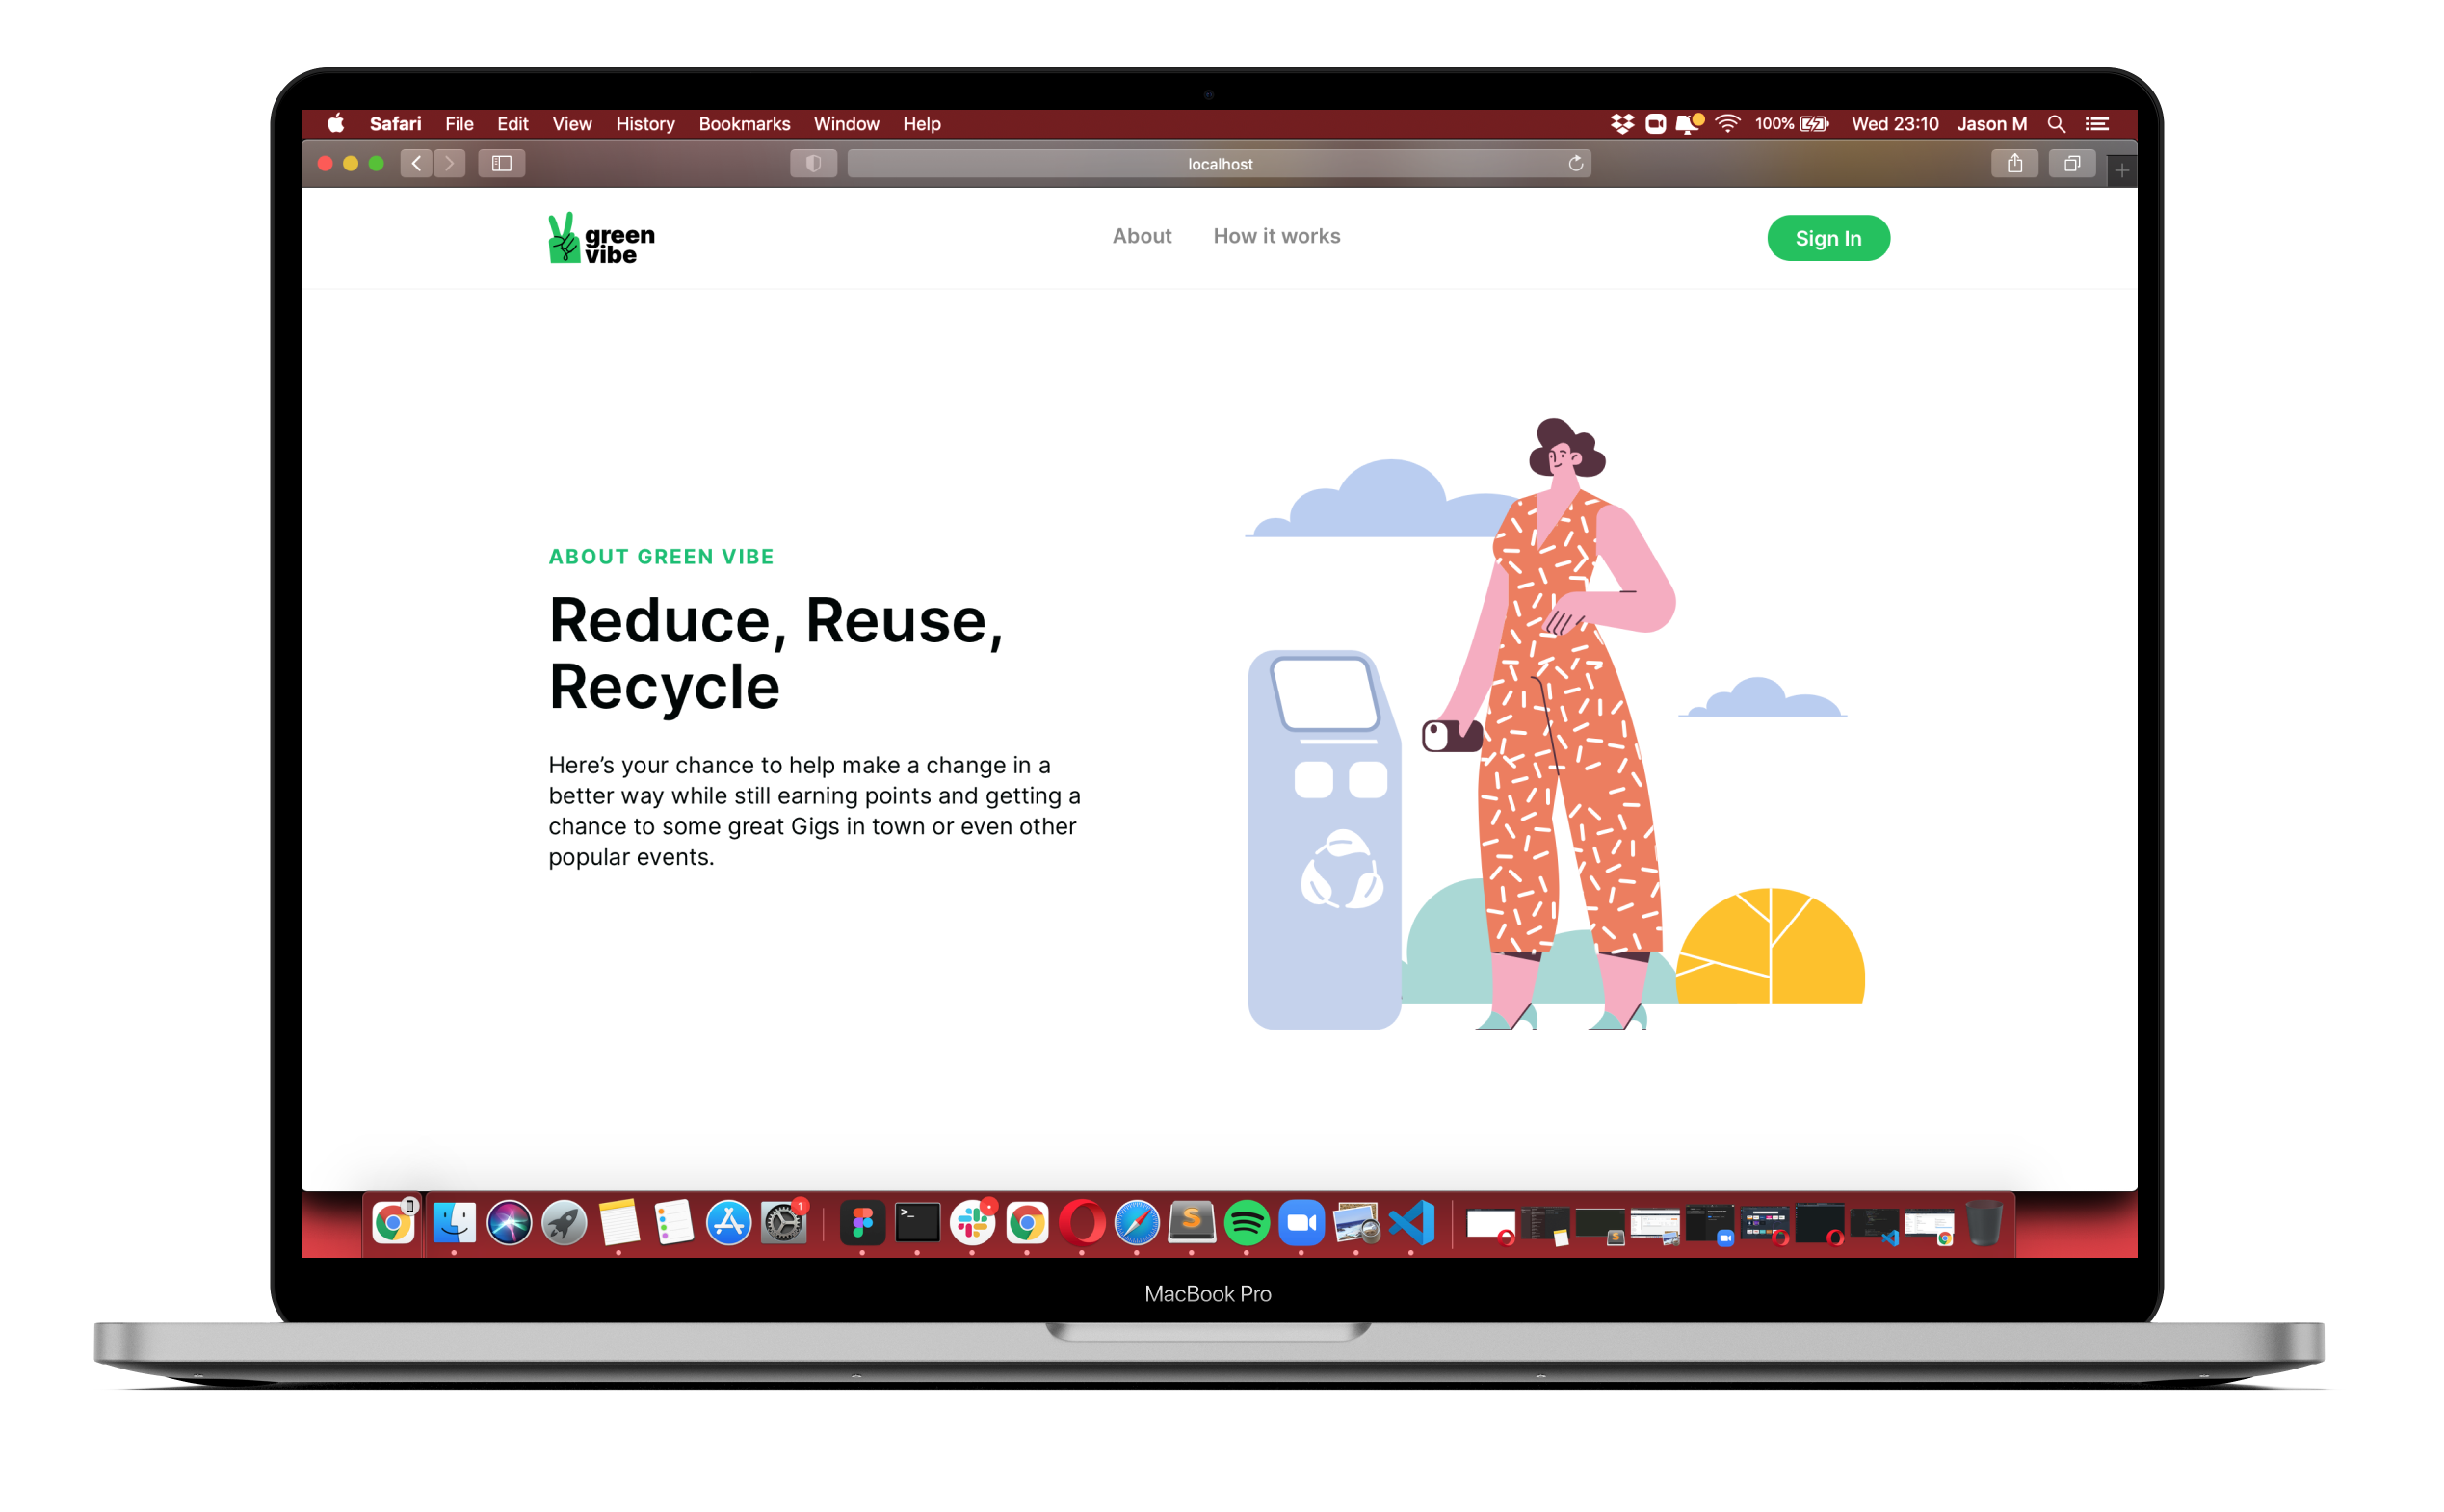 Safari File Edit View History Bookmarks Window Help 100% Wed 23:10 Jason M
localhost
green
vibe
About How it works Sign In
ABOUT GREEN VIBE
Reduce, Reuse,
Recycle
Here’s your chance to help make a change in a
better way while still earning points and getting a
chance to some great Gigs in town or even other
popular events.
1
>_
S
MacBook Pro